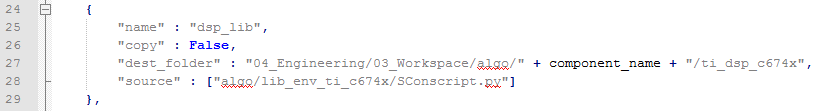 24 {
25 "name" : "dsp_lib",
26 "copy" : False,
27 "dest_folder" : "04_Engineering/03_Workspace/algo/" + component_name + "/ti_dsp_c674x",
28 "source" : ["algo/lib_env_ti_c674x/SConscript.py"]
29 },